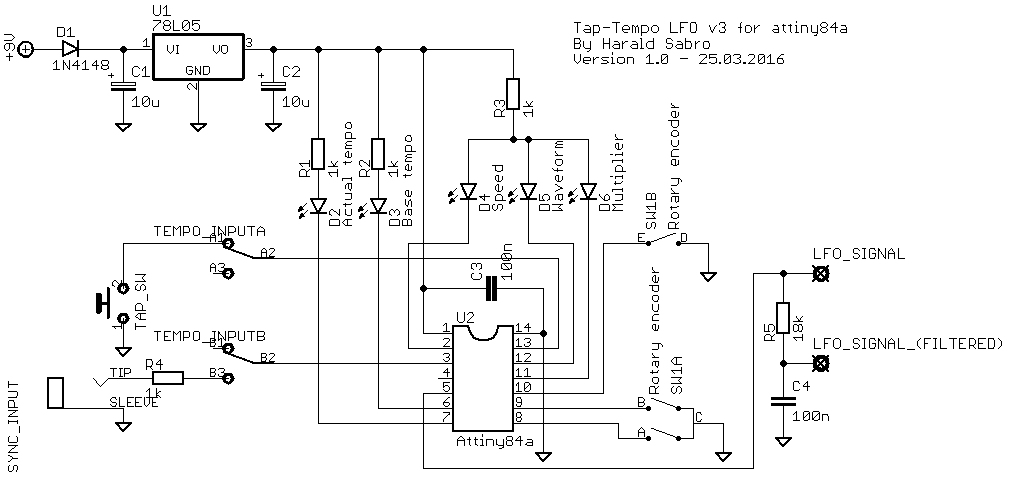 U1
78L05
D1
1N4148
+9V
1
VI
VO
3
GND
2
C1
10u
C2
10u
Tap-Tempo LFO v3 for attiny84a
By Harald Sabro
Version 1.0 - 25.03.2016
R3
1k
R1
1k
R2
1k
D2
Actual tempo
D3
Base tempo
D4
Speed
D5
Waveform
D6
Multiplier
SW1B
Rotary encoder
E
D
TEMPO_INPUTA
A1
A2
A3
2
TAP_SW
1
TEMPO_INPUTB
B1
B2
B3
R4
1k
TIP
SLEEVE
SYNC_INPUT
C3
100n
U2
1
2
3
4
5
6
7
14
13
12
11
10
9
8
Attiny84a
Rotary encoder
SW1A
B
A
C
LFO_SIGNAL
R5
18k
LFO_SIGNAL_(FILTERED)
C4
100n